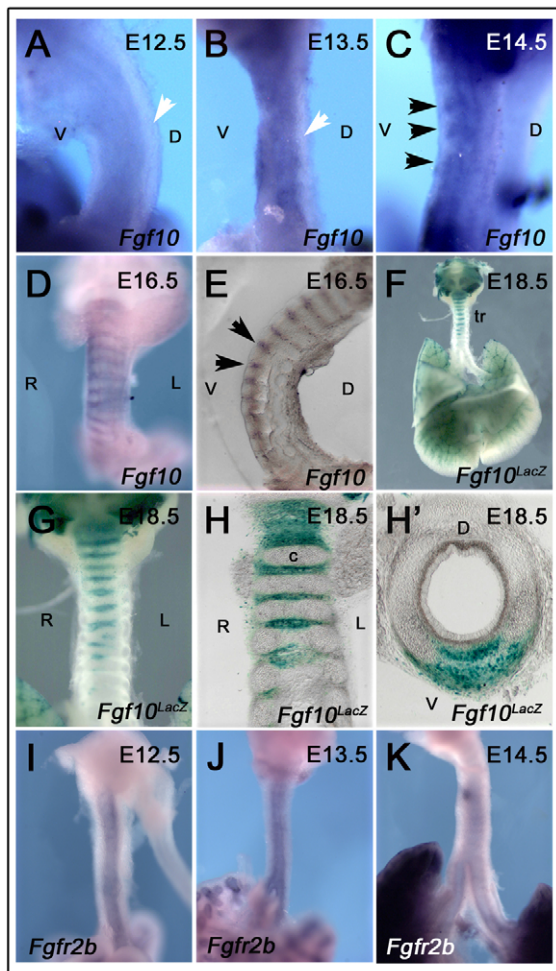 A E12.5
V D
Fgf10
B E13.5
V D
Fgf10
C E14.5
V D
Fgf10
D E16.5
R L
Fgf10
E E16.5
V D
Fgf10
F E18.5
tr
Fgf10LacZ
G E18.5
R L
Fgf10LacZ
H E18.5
c
R L
Fgf10LacZ
H' E18.5
D
V
Fgf10LacZ
I E12.5
Fgfr2b
J E13.5
Fgfr2b
K E14.5
Fgfr2b